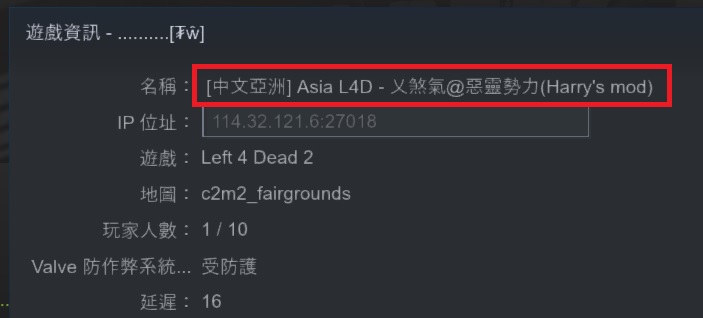 遊戲資訊 - ..........[₮ŵ]
名稱： [中文亞洲] Asia L4D - 乂煞氣@惡靈勢力(Harry's mod)
IP 位址： 114.32.121.6:27018
遊戲： Left 4 Dead 2
地圖： c2m2_fairgrounds
玩家人數： 1 / 10
Valve 防作弊系統... 受防護
延遲： 16